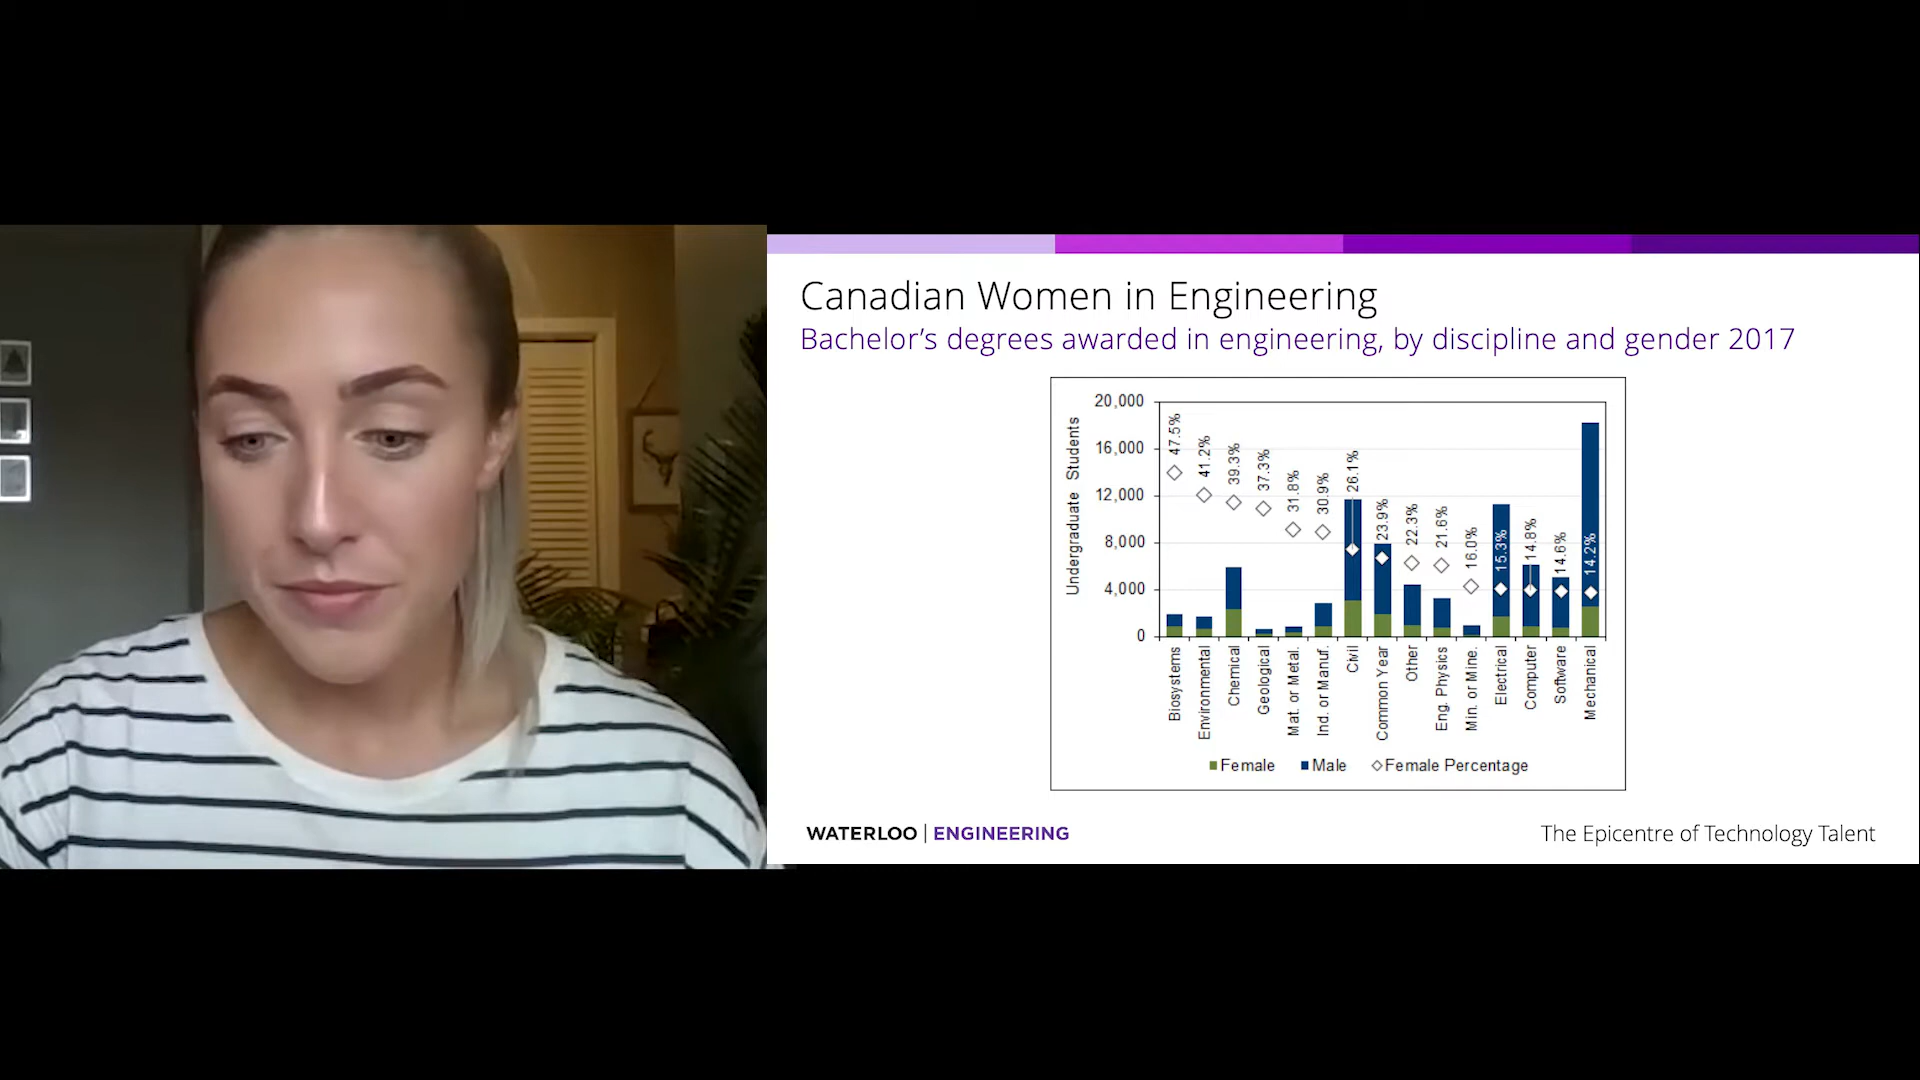 Canadian Women in Engineering
Bachelor's degrees awarded in engineering, by discipline and gender 2017
Undergraduate Students
20,000
16,000
12,000
8,000
4,000
0
47.5%
41.2%
39.3%
37.3%
31.8%
30.9%
26.1%
23.9%
22.3%
21.6%
16.0%
15.3%
14.8%
14.6%
14.2%
Biosystems
Environmental
Chemical
Geological
Mat. or Metal.
Ind. or Manuf.
Civil
Common Year
Other
Eng. Physics
Min. or Mine.
Electrical
Computer
Software
Mechanical
Female Male Female Percentage
WATERLOO | ENGINEERING
The Epicentre of Technology Talent